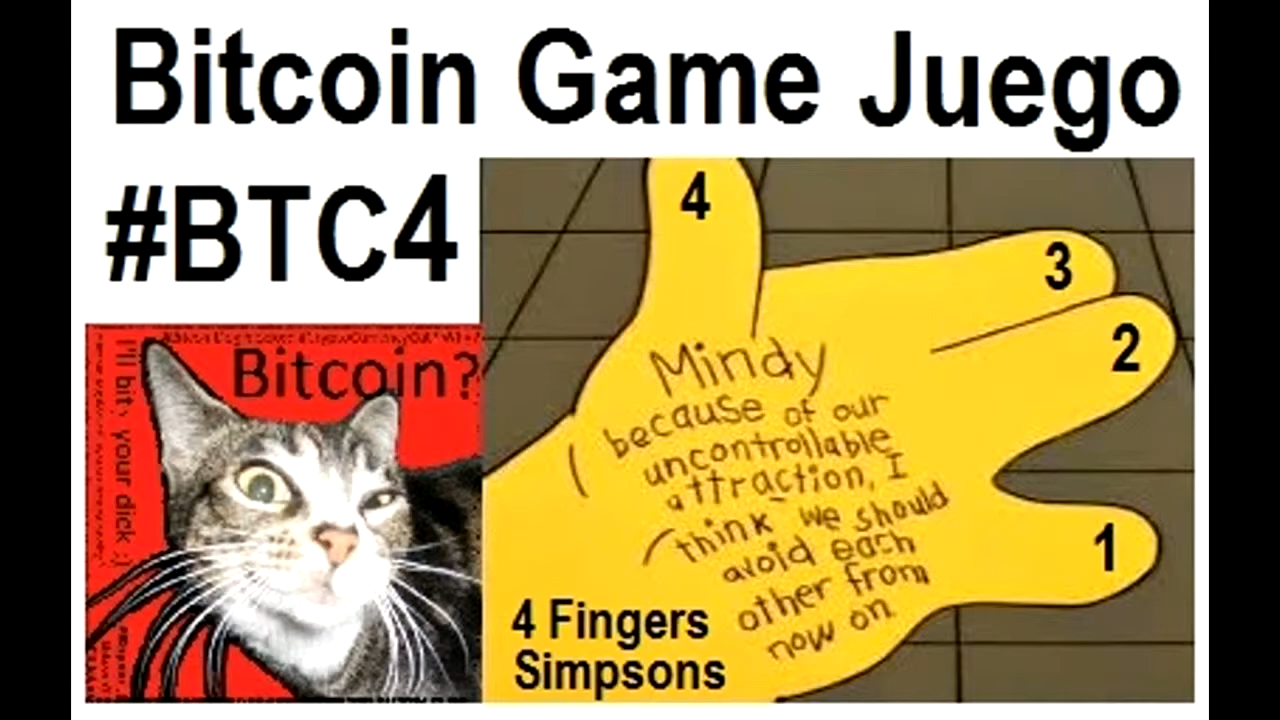 Bitcoin Game Juego
#BTC4
Bitcoin?
I'll bit, your dick :)
4
3
2
1
Mindy
because of our
uncontrollable
attraction, I
think we should
avoid each
other from
now on
4 Fingers
Simpsons